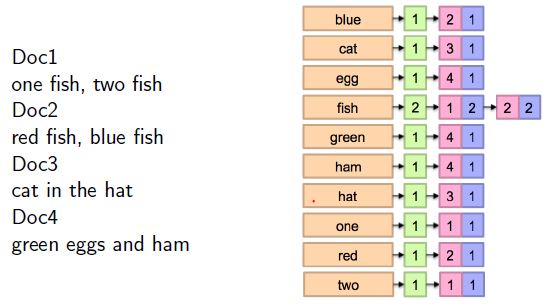 Doc1
one fish, two fish
Doc2
red fish, blue fish
Doc3
cat in the hat
Doc4
green eggs and ham
blue 1 2 1
cat 1 3 1
egg 1 4 1
fish 2 1 2 2 2
green 1 4 1
ham 1 4 1
hat 1 3 1
one 1 1 1
red 1 2 1
two 1 1 1